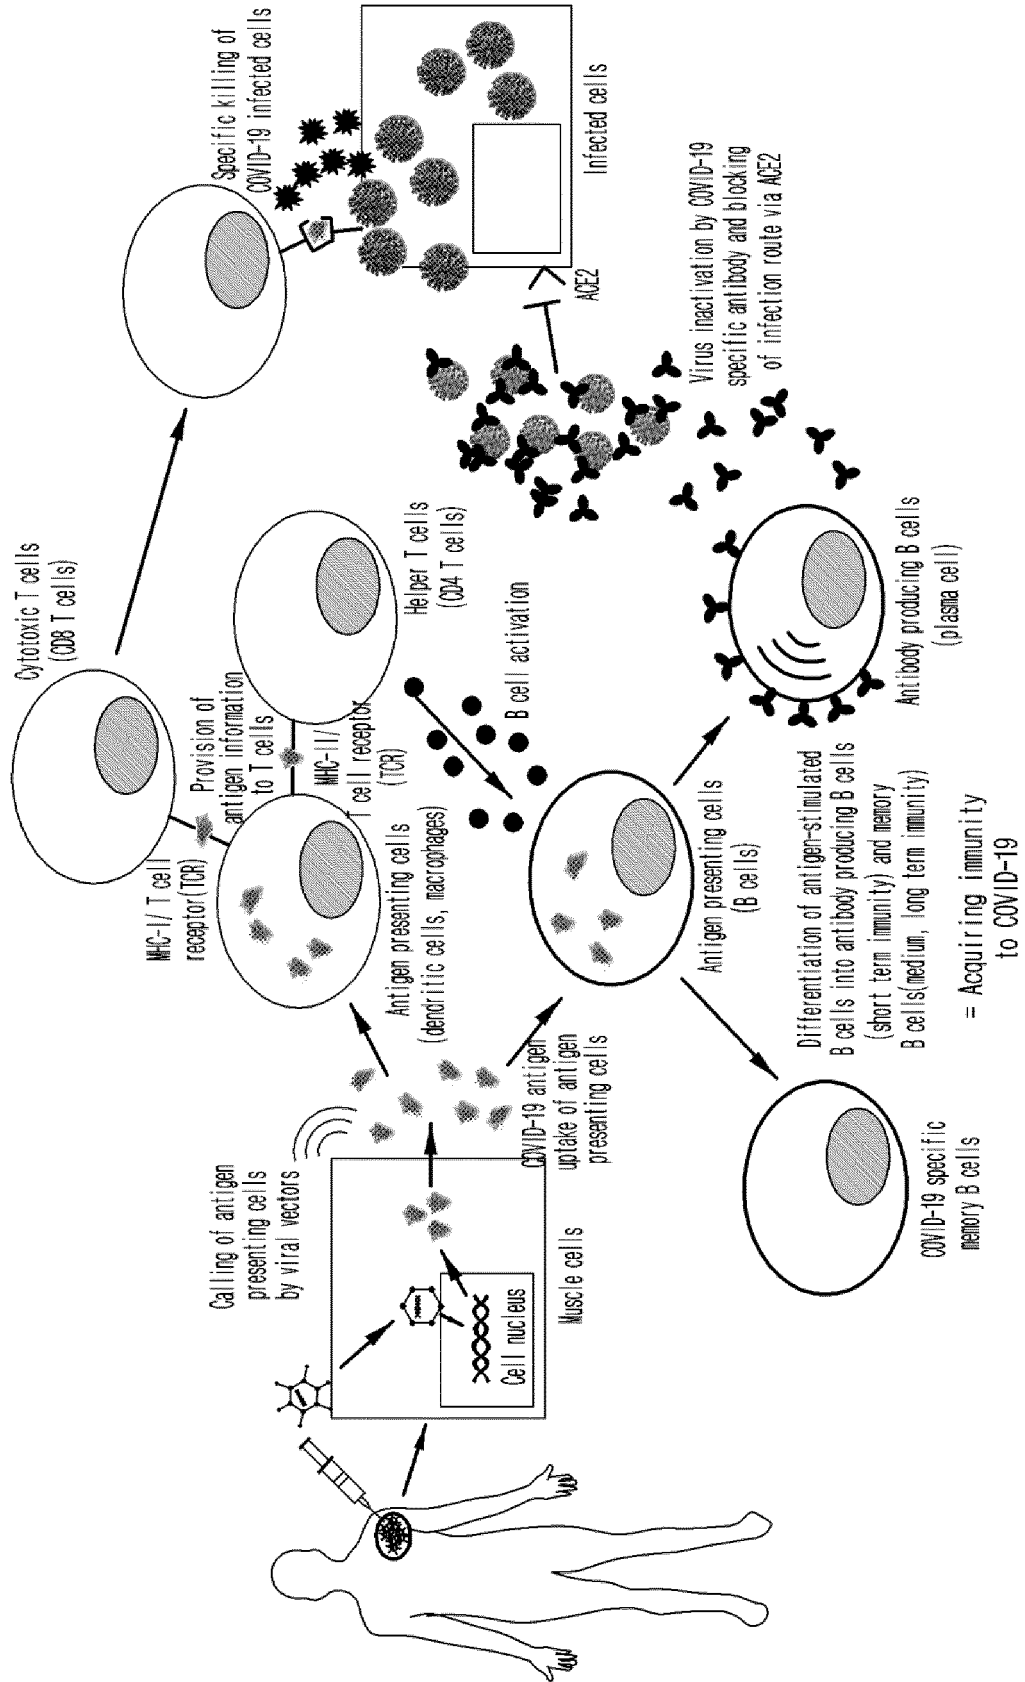 Calling of antigen
presenting cells
by viral vectors
Cell nucleus
Muscle cells
COVID-19 antigen
uptake of antigen
presenting cells
MHC-I/ T cell
receptor(TCR)
Cytotoxic T cells
(CD8 T cells)
Provision of
antigen information
to T cells
MHC-II/
T cell receptor
(TCR)
Antigen presenting cells
(dendritic cells, macrophages)
Helper T cells
(CD4 T cells)
B cell activation
Specific killing of
COVID-19 infected cells
Infected cells
ACE2
Virus inactivation by COVID-19
specific antibody and blocking
of infection route via ACE2
Antigen presenting cells
(B cells)
Antibody producing B cells
(plasma cell)
COVID-19 specific
memory B cells
Differentiation of antigen-stimulated
B cells into antibody producing B cells
(short term immunity) and memory
B cells(medium, long term immunity)
= Acquiring immunity
to COVID-19